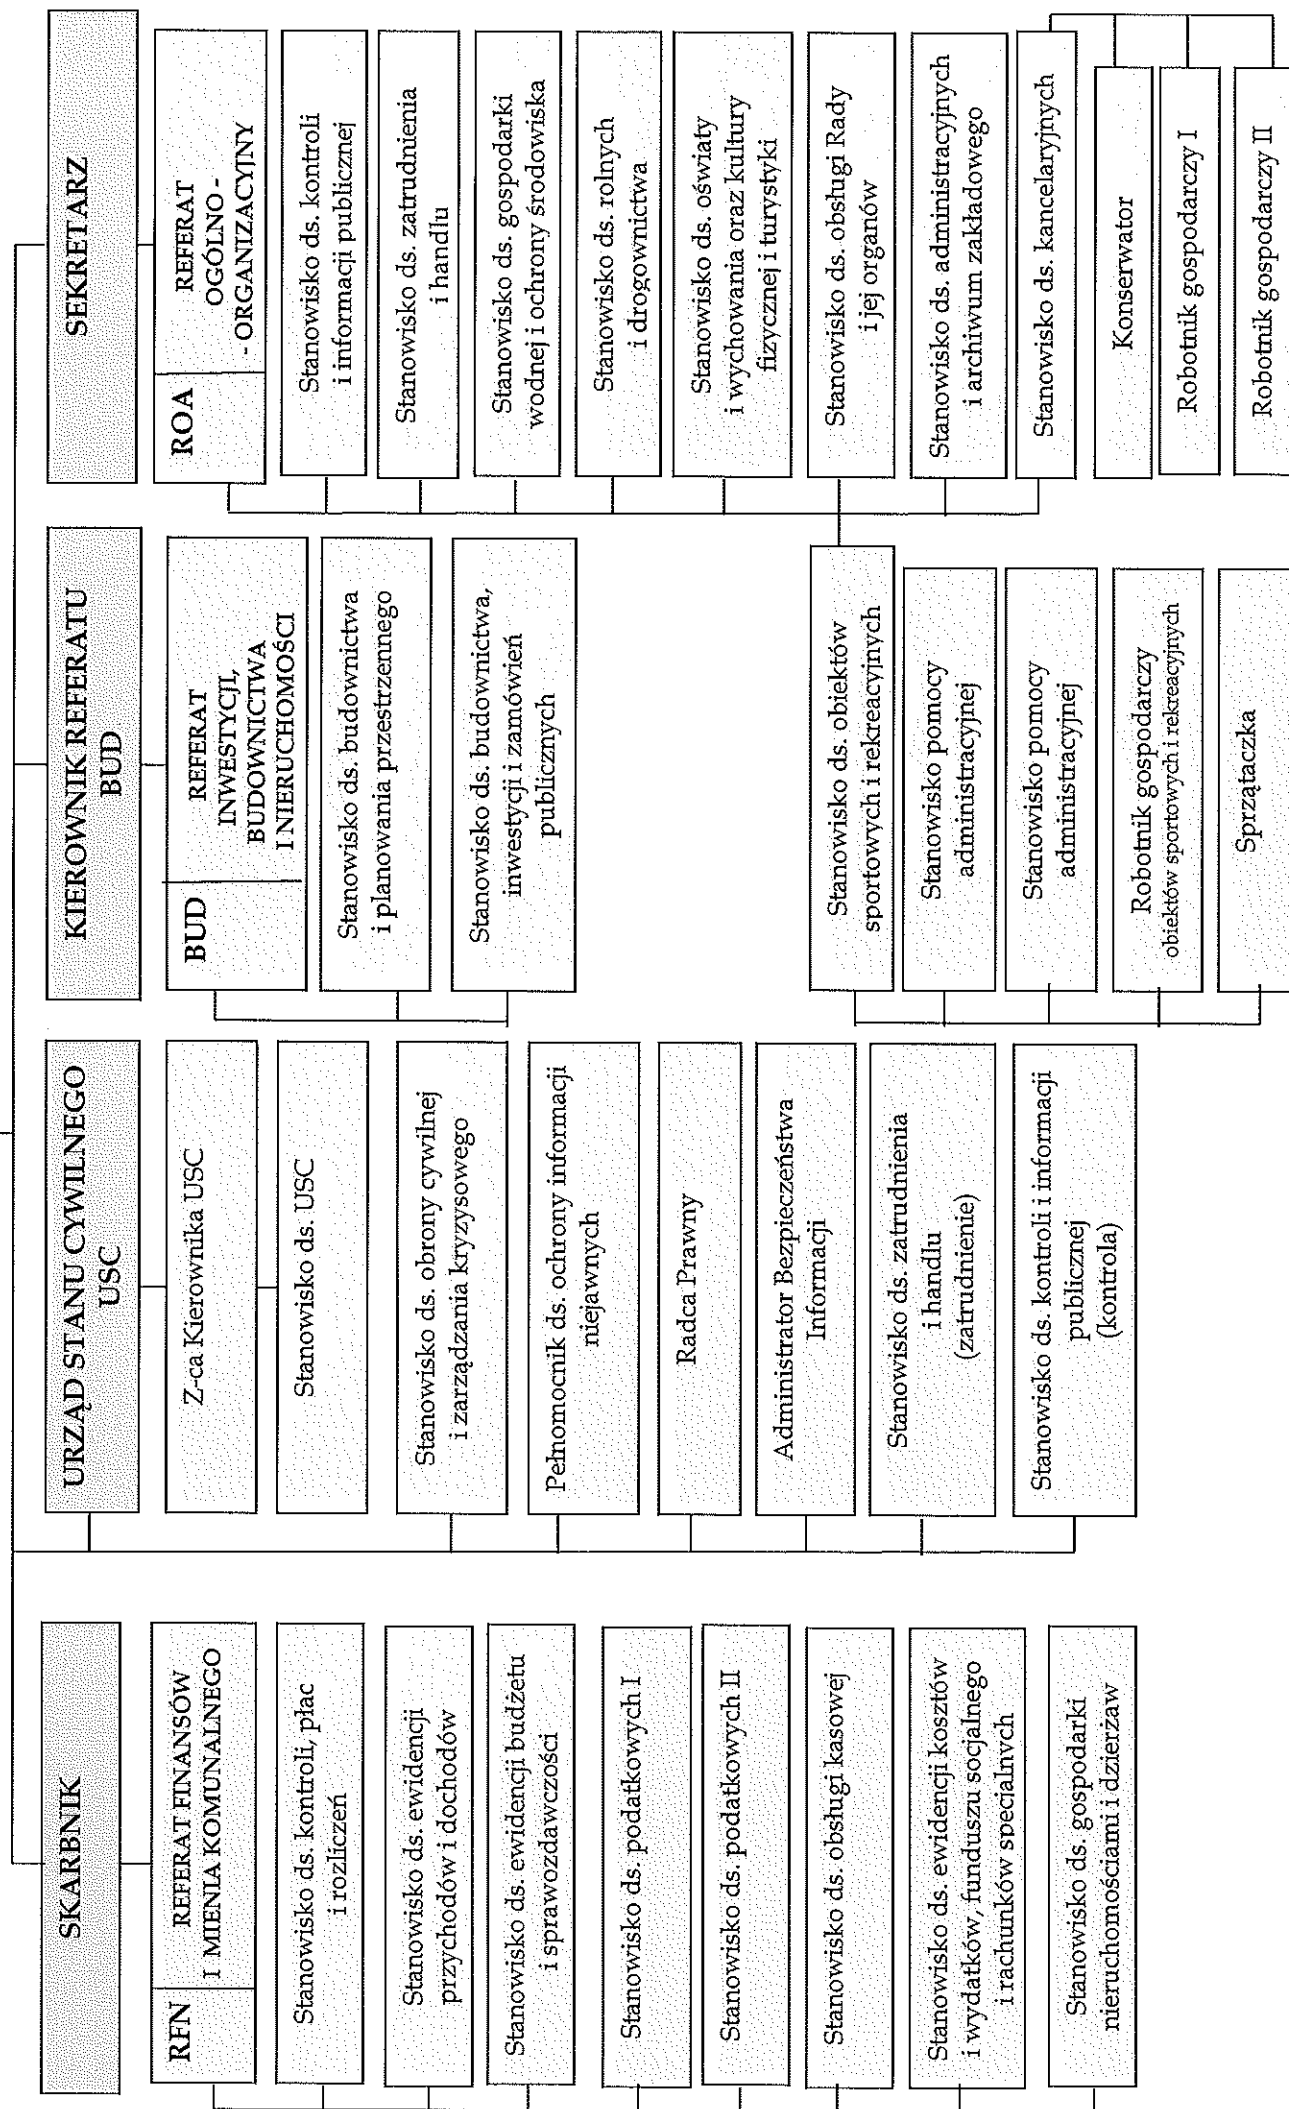 SKARBNIK
RFN
REFERAT FINANSÓW
I MIENIA KOMUNALNEGO
Stanowisko ds. kontroli, płac
i rozliczeń
Stanowisko ds. ewidencji
przychodów i dochodów
Stanowisko ds. ewidencji budżetu
i sprawozdawczości
Stanowisko ds. podatkowych I
Stanowisko ds. podatkowych II
Stanowisko ds. obsługi kasowej
Stanowisko ds. ewidencji kosztów
i wydatków, funduszu socjalnego
i rachunków specjalnych
Stanowisko ds. gospodarki
nieruchomościami i dzierżaw
URZĄD STANU CYWILNEGO
USC
Z-ca Kierownika USC
Stanowisko ds. USC
Stanowisko ds. obrony cywilnej
i zarządzania kryzysowego
Pełnomocnik ds. ochrony informacji
niejawnych
Radca Prawny
Administrator Bezpieczeństwa
Informacji
Stanowisko ds. zatrudnienia
i handlu
(zatrudnienie)
Stanowisko ds. kontroli i informacji
publicznej
(kontrola)
KIEROWNIK REFERATU
BUD
BUD
REFERAT
INWESTYCJI,
BUDOWNICTWA
I NIERUCHOMOŚCI
Stanowisko ds. budownictwa
i planowania przestrzennego
Stanowisko ds. budownictwa,
inwestycji i zamówień
publicznych
Stanowisko ds. obiektów
sportowych i rekreacyjnych
Stanowisko pomocy
administracyjnej
Stanowisko pomocy
administracyjnej
Robotnik gospodarczy
obiektów sportowych i rekreacyjnych
Sprzątaczka
SEKRETARZ
ROA
REFERAT
OGÓLNO -
- ORGANIZACYJNY
Stanowisko ds. kontroli
i informacji publicznej
Stanowisko ds. zatrudnienia
i handlu
Stanowisko ds. gospodarki
wodnej i ochrony środowiska
Stanowisko ds. rolnych
i drogownictwa
Stanowisko ds. oświaty
i wychowania oraz kultury
fizycznej i turystyki
Stanowisko ds. obsługi Rady
i jej organów
Stanowisko ds. administracyjnych
i archiwum zakładowego
Stanowisko ds. kancelaryjnych
Konserwator
Robotnik gospodarczy I
Robotnik gospodarczy II